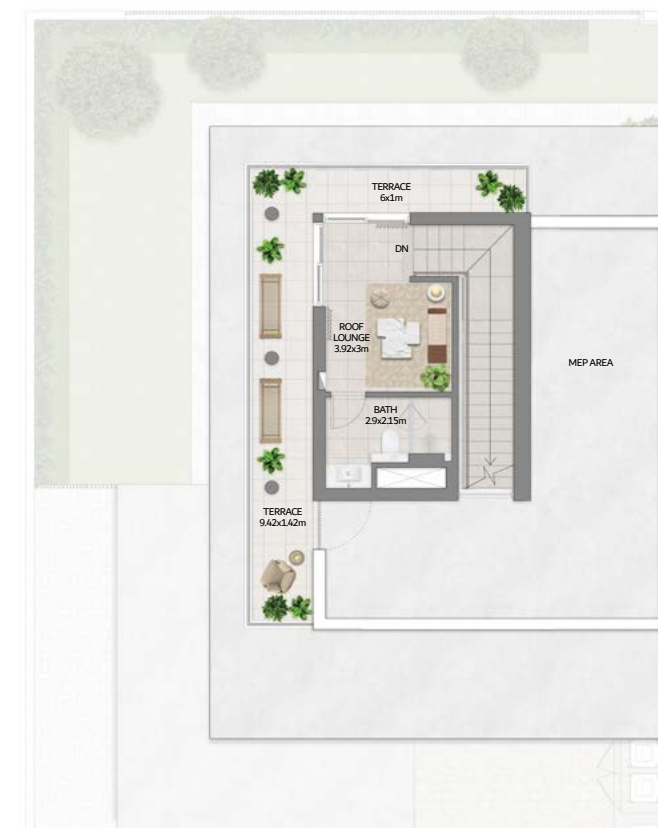 TERRACE
6x1m
DN
ROOF
LOUNGE
3.92x3m
MEP AREA
BATH
2.9x2.15m
TERRACE
9.42x1.42m